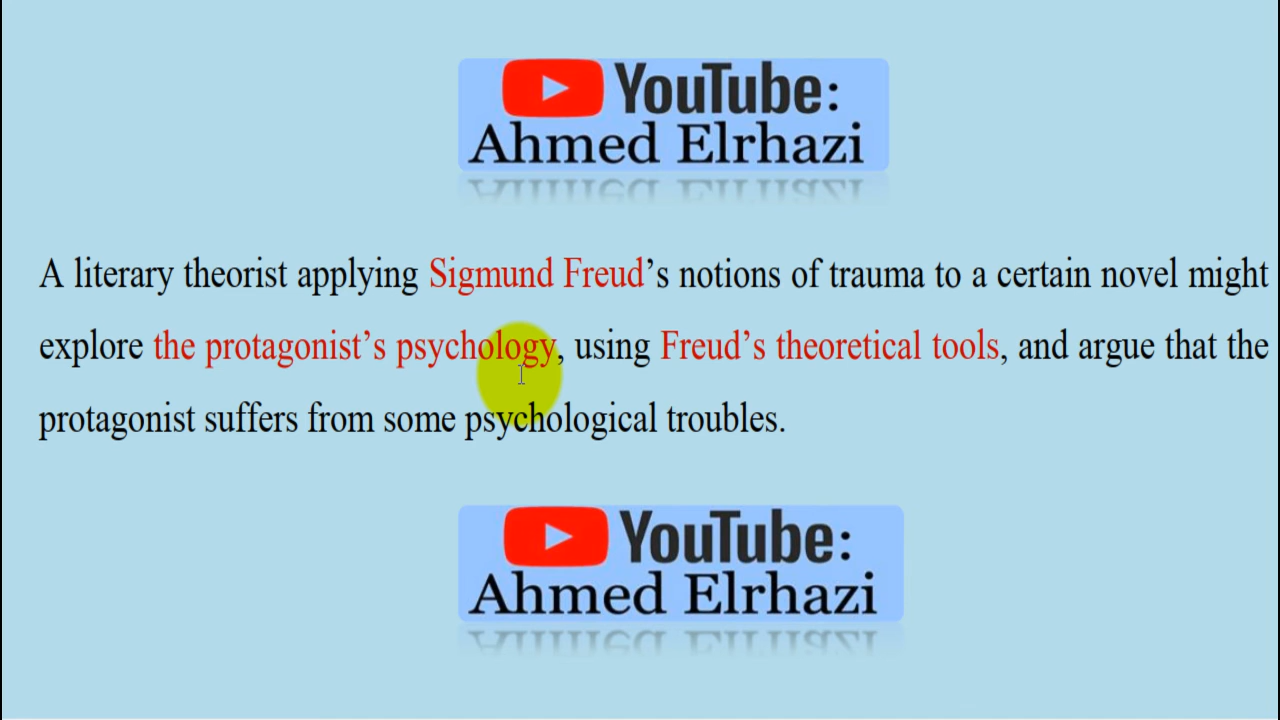 YouTube:
Ahmed Elrhazi
A literary theorist applying Sigmund Freud’s notions of trauma to a certain novel might
explore the protagonist’s psychology, using Freud’s theoretical tools, and argue that the
protagonist suffers from some psychological troubles.
YouTube:
Ahmed Elrhazi